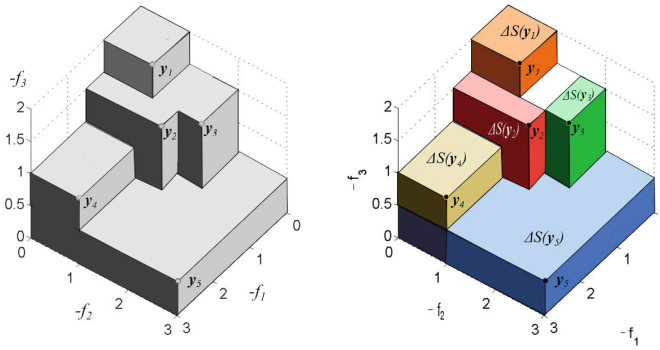 y₁
-f₃
2
1.5
1
0.5
0
y₂
y₃
y₄
y₅
0
1
2
3
-f₂
3
2
1
0
-f₁
ΔS(y₁)
y₁
ΔS(y₃)
2
1.5
1
0.5
0
-f₃
ΔS(y₂)
y₂
y₃
ΔS(y₄)
y₄
ΔS(y₅)
y₅
0
1
2
3
-f₂
3
2
1
-f₁